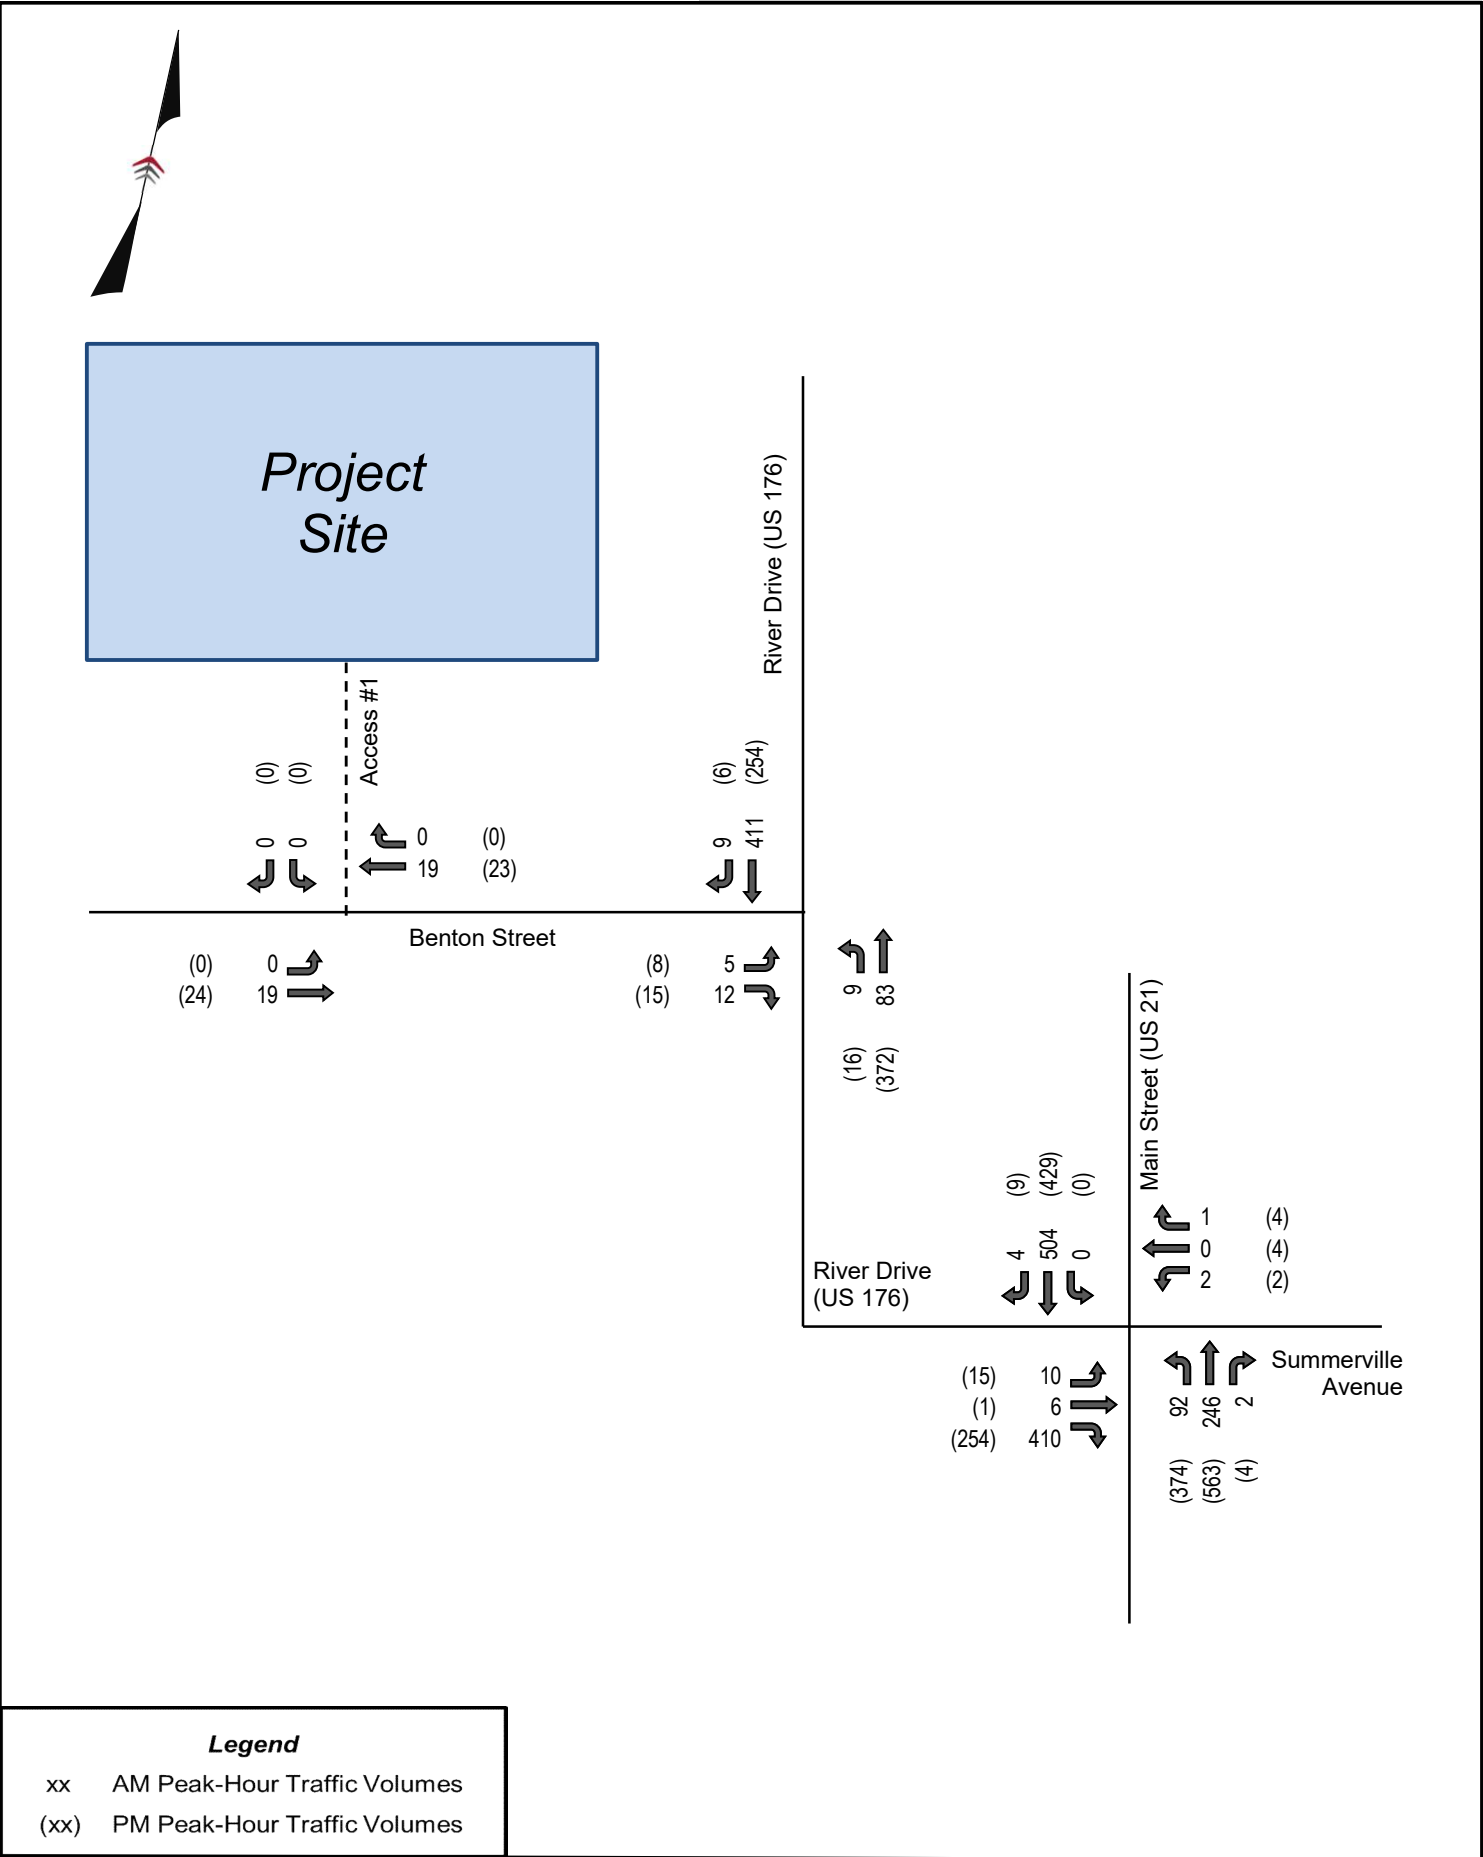 Project
Site
River Drive (US 176)
Access #1
(0) (0)
0 0
0 (0)
19 (23)
(6) (254)
9 411
Benton Street
(0) 0
(24) 19
(8) 5
(15) 12
9 83
(16) (372)
Main Street (US 21)
(9) (429) (0)
4 504 0
1 (4)
0 (4)
2 (2)
River Drive
(US 176)
Summerville
Avenue
(15) 10
(1) 6
(254) 410
92 246 2
(374) (563) (4)
Legend
xx AM Peak-Hour Traffic Volumes
(xx) PM Peak-Hour Traffic Volumes